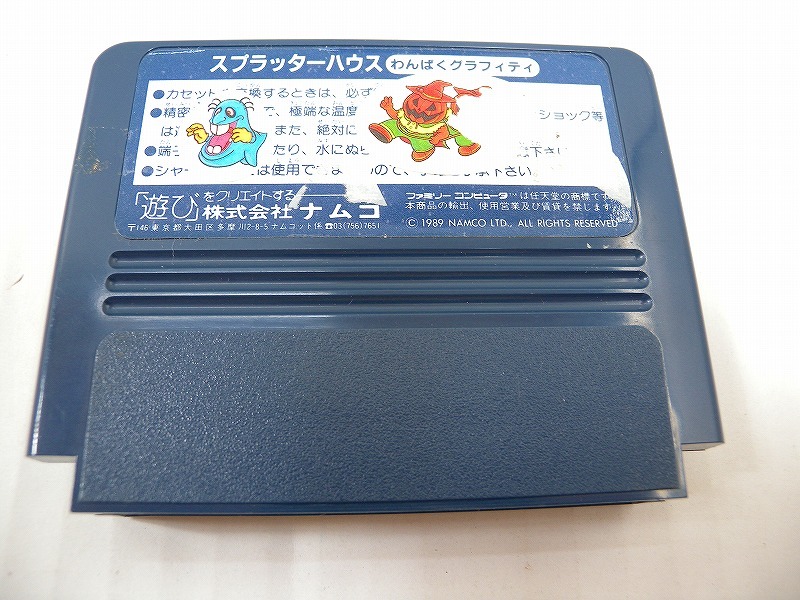 スプラッターハウス わんぱくグラフィティ
●カセットを交換するときは、必ず
●精密 で、極端な温度 ショック等
は また、絶対に
●端子 たり、水にぬら 下さい
●シャ は使用で ので、 下さい
「遊び」をクリエイトする
株式会社 ナムコ
〒146 東京都大田区多摩川2-8-5 ナムコット係 ☎03(756)7651
ファミリー コンピュータ™は任天堂の商標です
本商品の輸出、使用営業及び賃貸を禁じます
© 1989 NAMCO LTD., ALL RIGHTS RESERVED